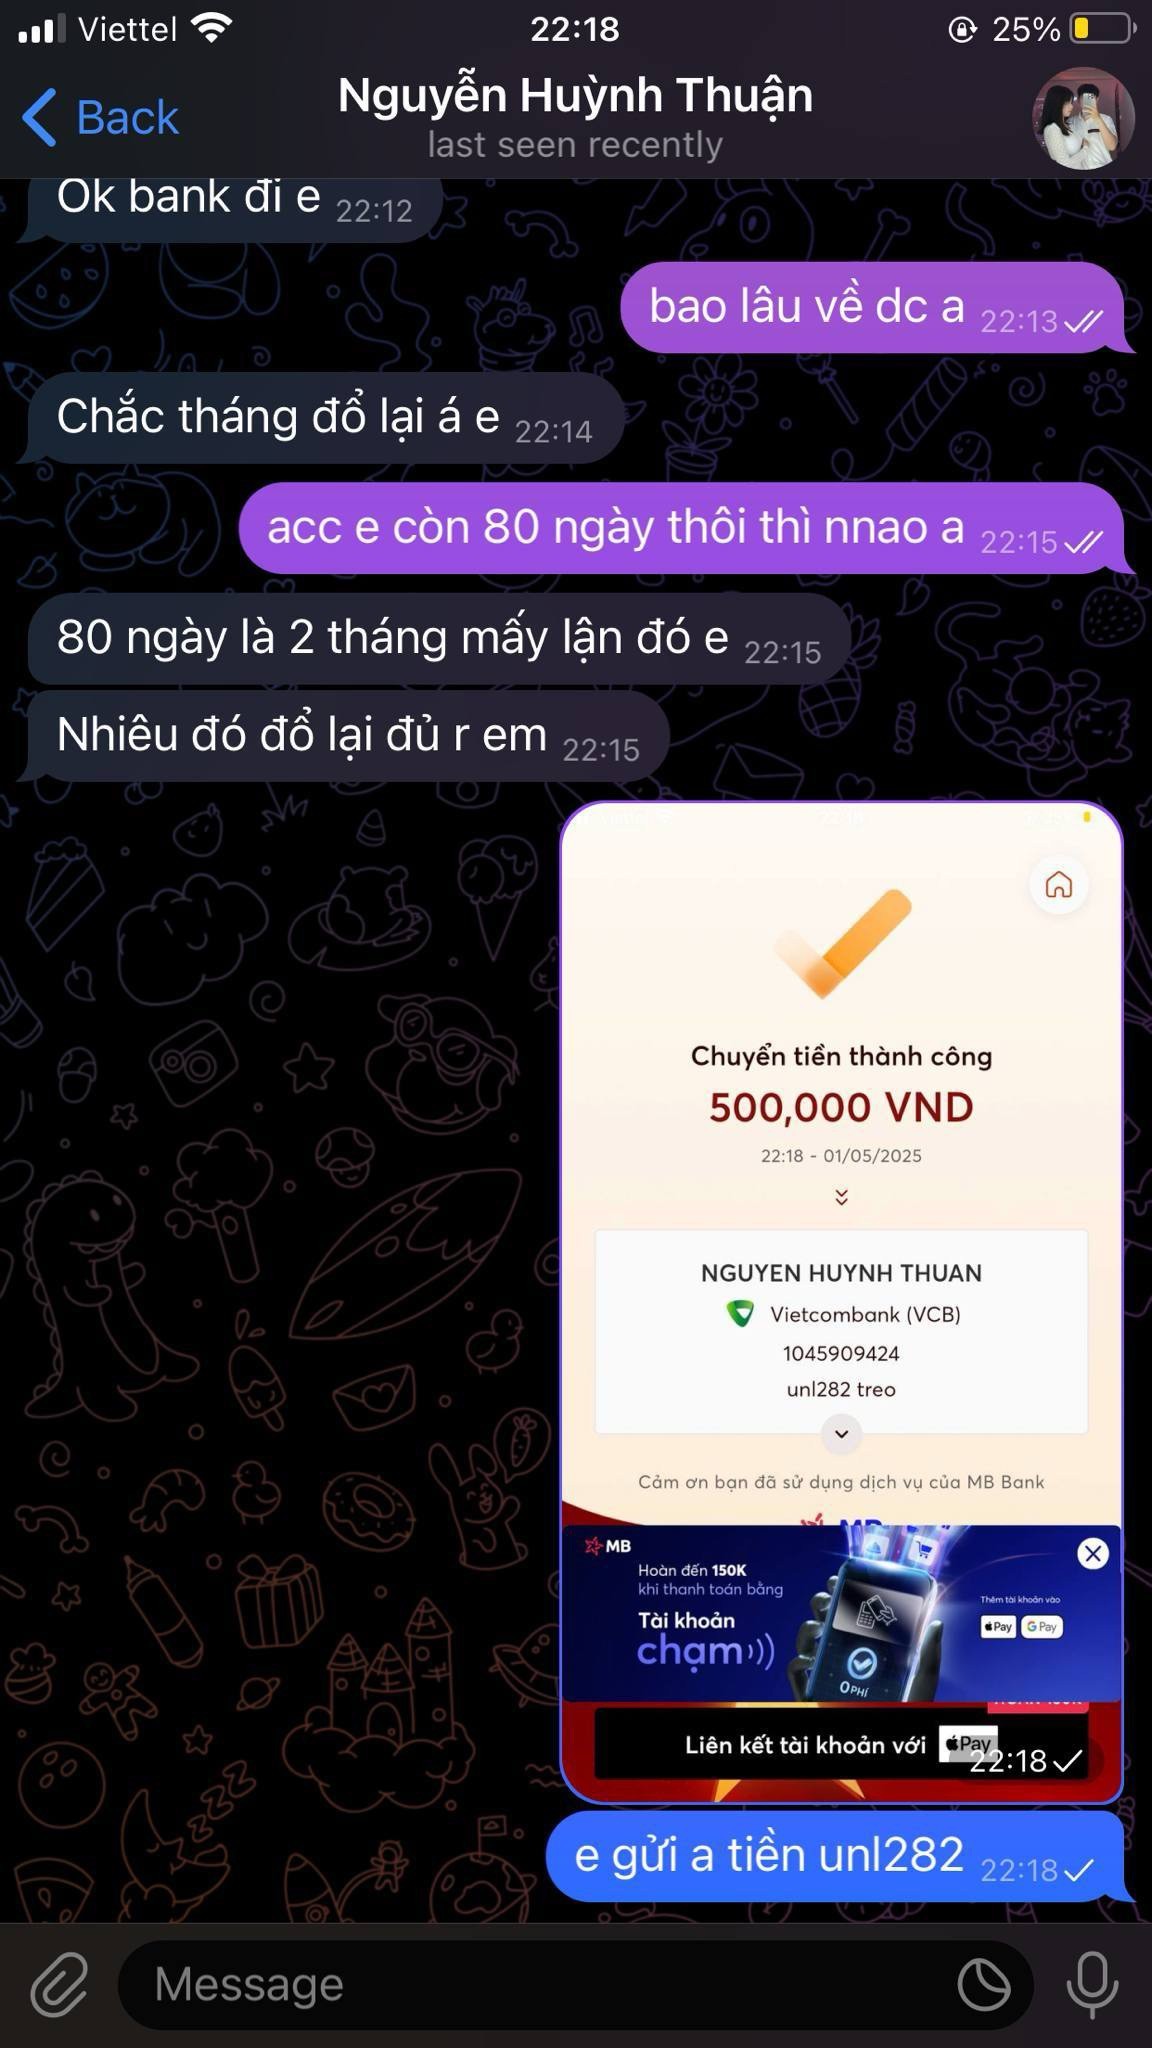 Viettel 22:18 25%
Back Nguyễn Huỳnh Thuận
last seen recently
Ok bank đi e 22:12
bao lâu về dc a 22:13
Chắc tháng đổ lại á e 22:14
acc e còn 80 ngày thôi thì nnao a 22:15
80 ngày là 2 tháng mấy lận đó e 22:15
Nhiêu đó đổ lại đủ r em 22:15
Chuyển tiền thành công
500,000 VND
22:18 - 01/05/2025
NGUYEN HUYNH THUAN
Vietcombank (VCB)
1045909424
unl282 treo
Cảm ơn bạn đã sử dụng dịch vụ của MB Bank
MB
MB
Hoàn đến 150K
khi thanh toán bằng
Tài khoản
chạm
0 PHÍ
Thêm tài khoản vào
Pay G Pay
Liên kết tài khoản với Pay
22:18
e gửi a tiền unl282 22:18
Message